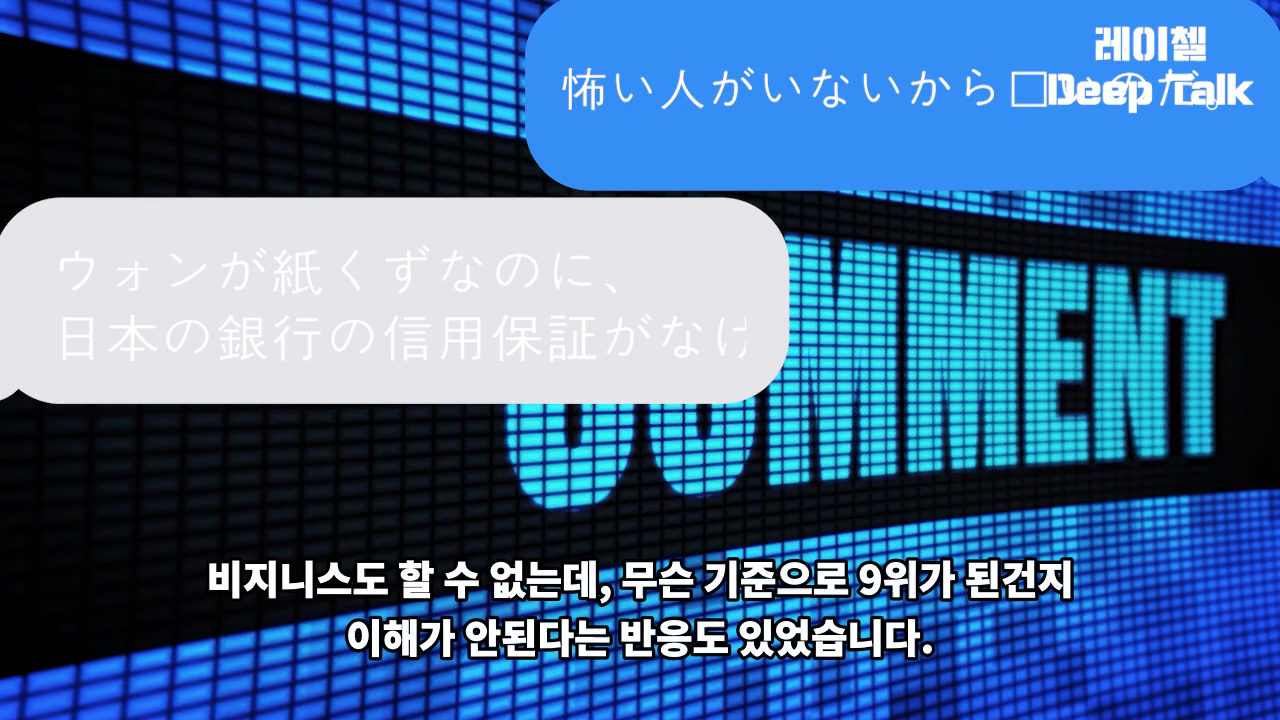 레이첼
Deep Talk
怖い人がいないから
ウォンが紙くずなのに、
日本の銀行の信用保証がなけ
COMMENT
비지니스도 할 수 없는데, 무슨 기준으로 9위가 된건지
이해가 안된다는 반응도 있었습니다.